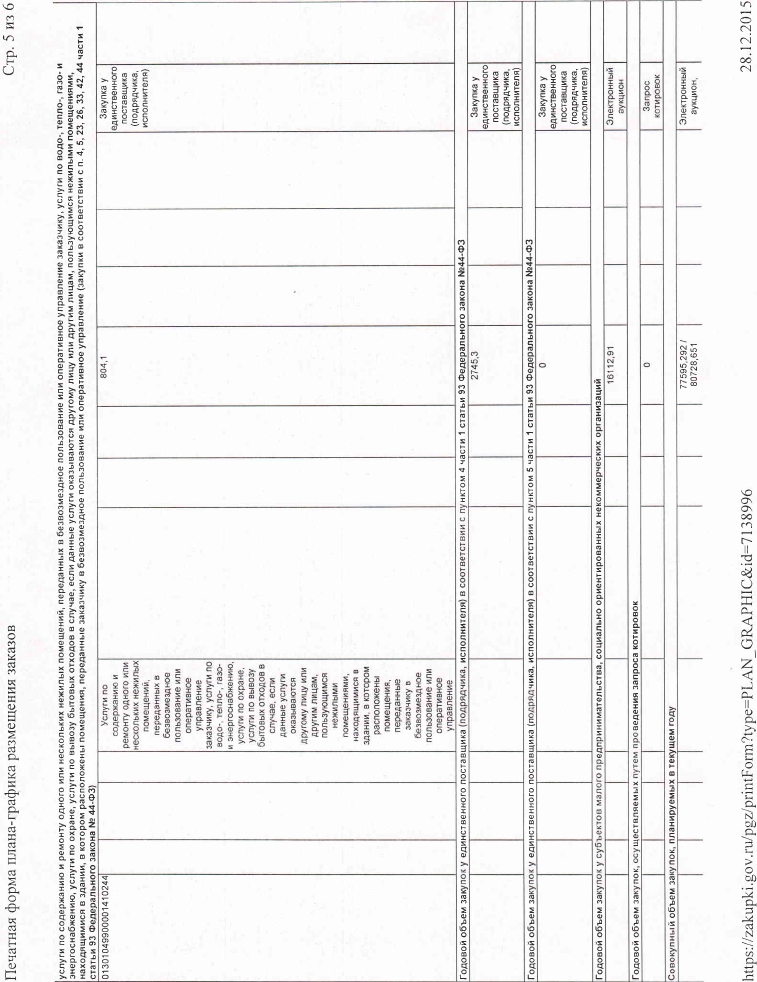 Печатная форма плана-графика размещения заказов
Стр. 5 из 6
услуги по содержанию и ремонту одного или нескольких нежилых помещений, переданных в безвозмездное пользование или оперативное управление заказчику, услуги по водо-, тепло-, газо- и
энергоснабжению, услуги по охране, услуги по вывозу бытовых отходов в случае, если данные услуги оказываются другому лицу или другим лицам, пользующимся нежилыми помещениями,
находящимися в здании, в котором расположены помещения, переданные заказчику в безвозмездное пользование или оперативное управление (закупки в соответствии с п. 4, 5, 23, 26, 33, 42, 44 части 1
статьи 93 Федерального закона № 44-ФЗ)
013010499000001410244
Услуги по
содержанию и
ремонту одного или
нескольких нежилых
помещений,
переданных в
безвозмездное
пользование или
оперативное
управление
заказчику, услуги по
водо-, тепло-, газо-
и энергоснабжению,
услуги по охране,
услуги по вывозу
бытовых отходов в
случае, если
данные услуги
оказываются
другому лицу или
другим лицам,
пользующимся
нежилыми
помещениями,
находящимися в
здании, в котором
расположены
помещения,
переданные
заказчику в
безвозмездное
пользование или
оперативное
управление
804,1
Закупка у
единственного
поставщика
(подрядчика,
исполнителя)
Годовой объем закупок у единственного поставщика (подрядчика, исполнителя) в соответствии с пунктом 4 части 1 статьи 93 Федерального закона №44-ФЗ
2745,3
Закупка у
единственного
поставщика
(подрядчика,
исполнителя)
Годовой объем закупок у единственного поставщика (подрядчика, исполнителя) в соответствии с пунктом 5 части 1 статьи 93 Федерального закона №44-ФЗ
0
Закупка у
единственного
поставщика
(подрядчика,
исполнителя)
Годовой объем закупок у субъектов малого предпринимательства, социально ориентированных некоммерческих организаций
16112,91
Электронный
аукцион
Годовой объем закупок, осуществляемых путем проведения запроса котировок
0
Запрос
котировок
Совокупный объем закупок, планируемых в текущем году
77595,292 /
80728,651
Электронный
аукцион,
https://zakupki.gov.ru/pgz/printForm?type=PLAN_GRAPHIC&id=7138996
28.12.2015